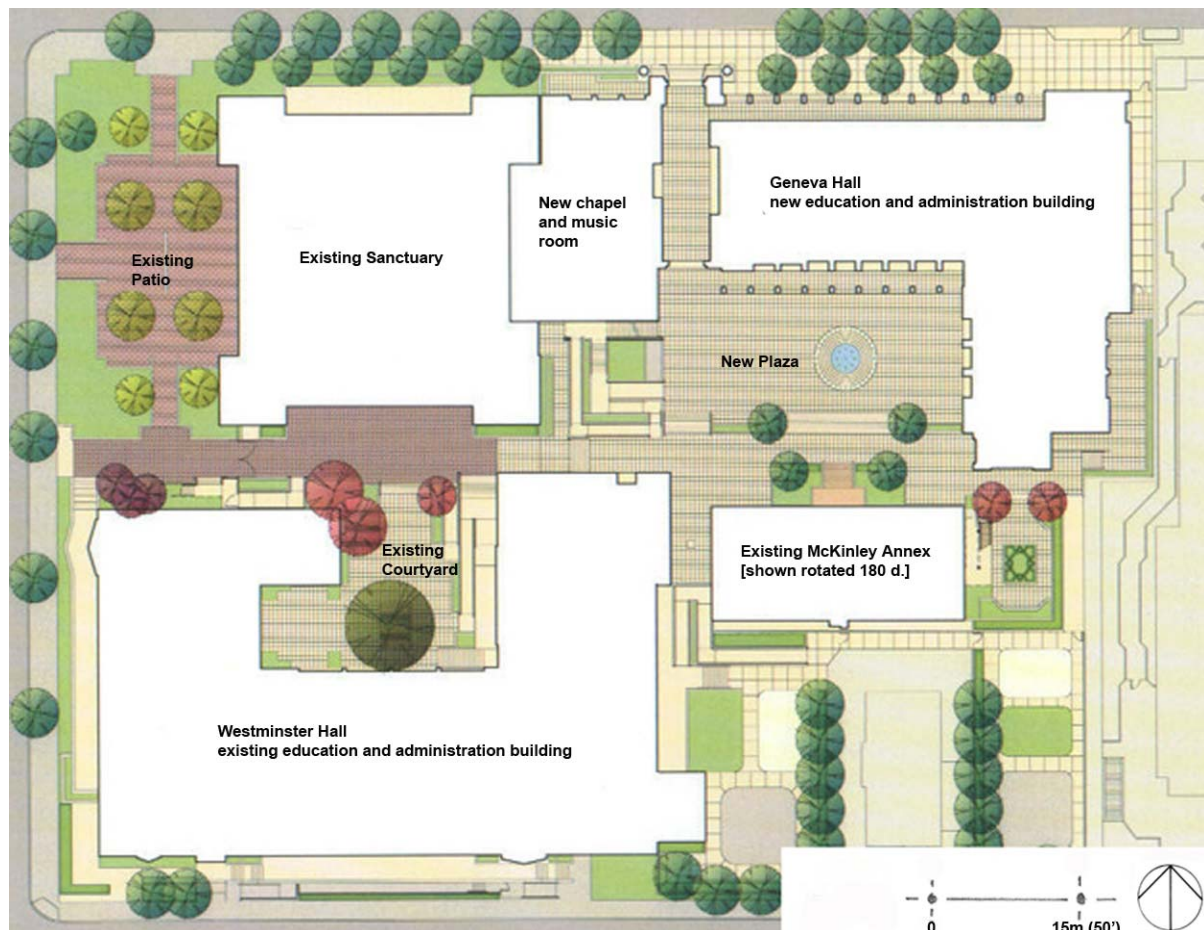 Geneva Hall
new education and administration building
New chapel
and music
room
Existing Sanctuary
Existing
Patio
New Plaza
Existing
Courtyard
Existing McKinley Annex
[shown rotated 180 d.]
Westminster Hall
existing education and administration building
0
15m (50')